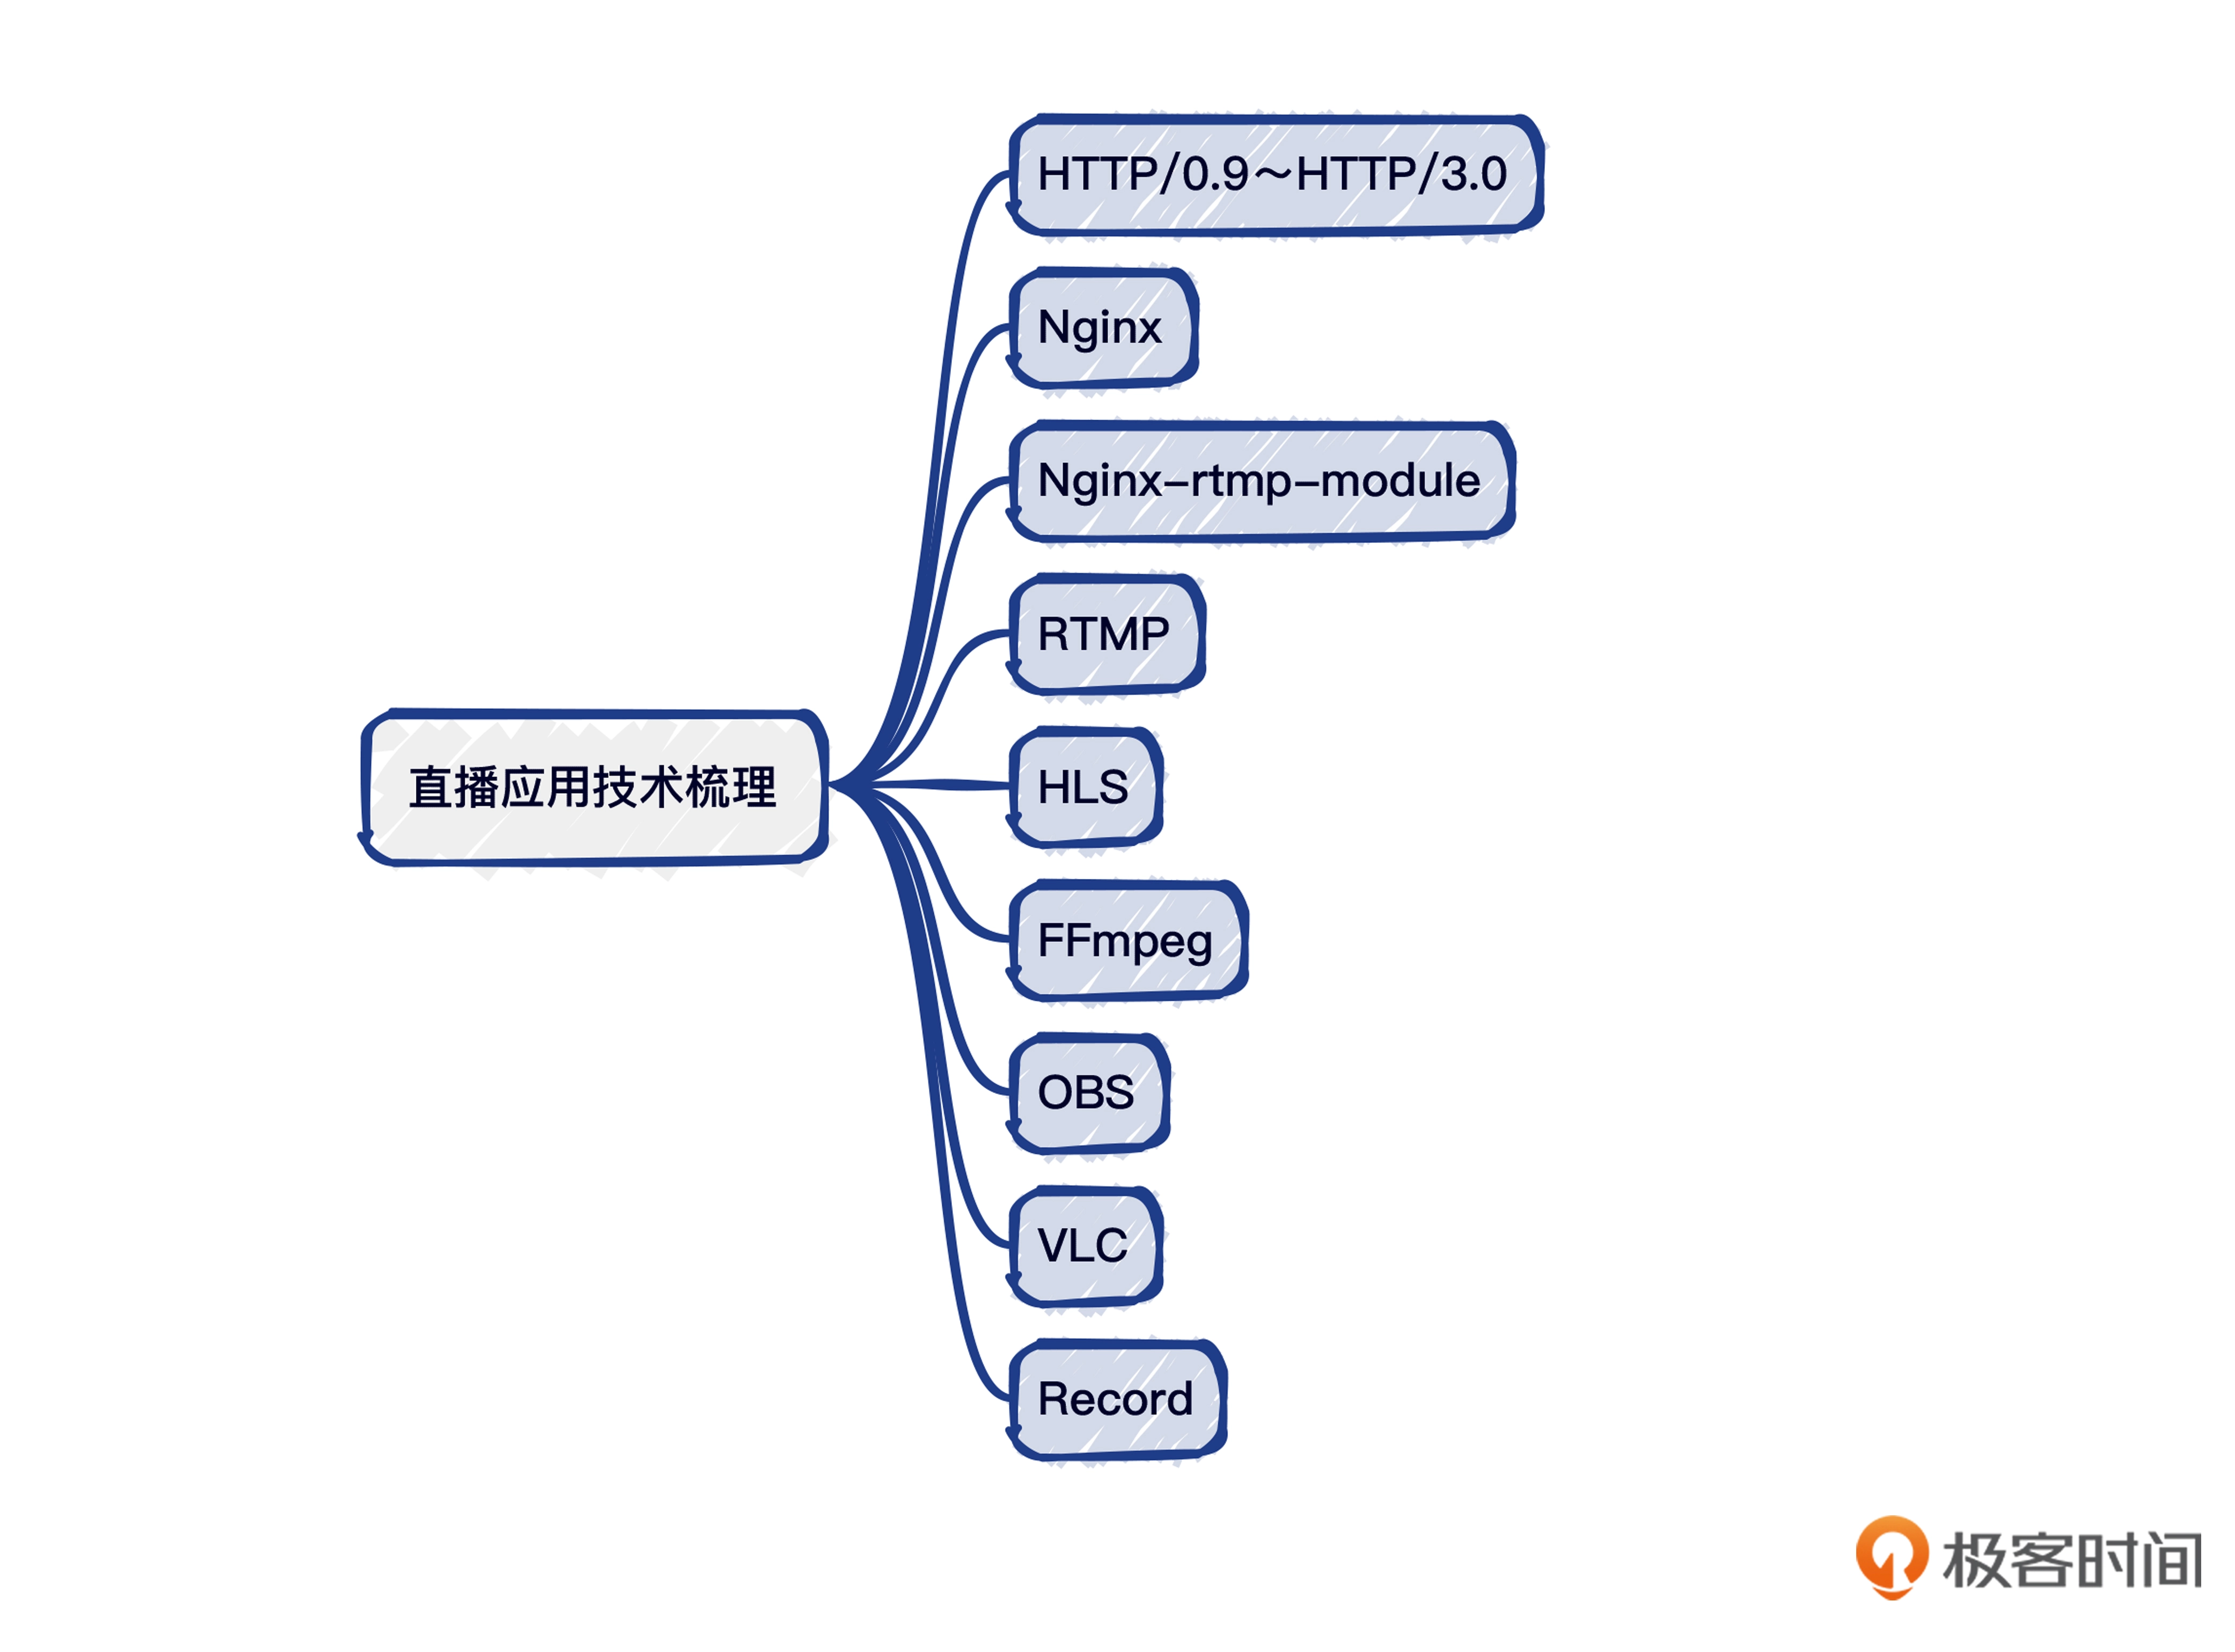 HTTP/0.9～HTTP/3.0
Nginx
Nginx-rtmp-module
RTMP
直播应用技术梳理
HLS
FFmpeg
OBS
VLC
Record
极客时间